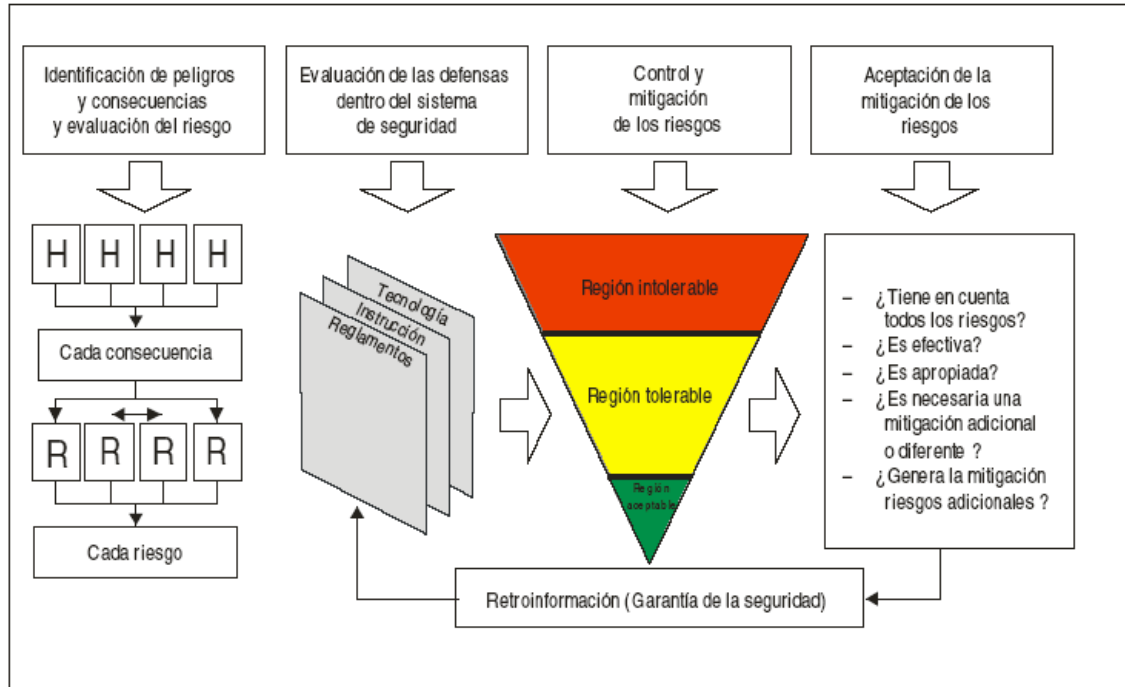 Identificación de peligros
y consecuencias
y evaluación del riesgo
Evaluación de las defensas
dentro del sistema
de seguridad
Control y
mitigación
de los riesgos
Aceptación de la
mitigación de los
riesgos
H H H H
Cada consecuencia
R R R R
Cada riesgo
Tecnología
Instrucción
Reglamentos
Región intolerable
Región tolerable
Región
aceptable
– ¿Tiene en cuenta
todos los riesgos?
– ¿Es efectiva?
– ¿Es apropiada?
– ¿Es necesaria una
mitigación adicional
o diferente ?
– ¿Genera la mitigación
riesgos adicionales ?
Retroinformación (Garantía de la seguridad)